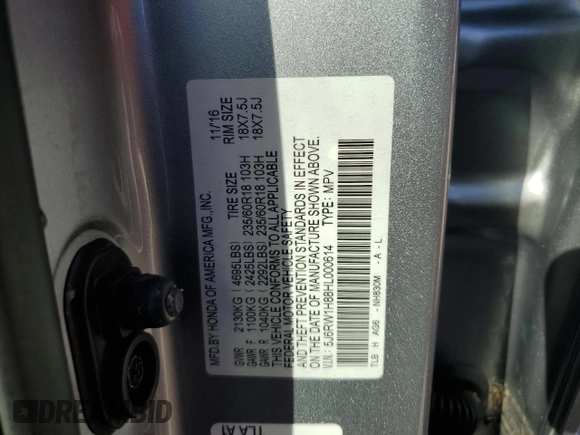 MFD.BY HONDA OF AMERICA MFG.,INC. 11/16
TIRE SIZE RIM SIZE
GVWR 2130KG (4695LBS)
GAWR F 1100KG (2425LBS) 235/60R18 103H 18X7.5J
GAWR R 1040KG (2292LBS) 235/60R18 103H 18X7.5J
THIS VEHICLE CONFORMS TO ALL APPLICABLE
FEDERAL MOTOR VEHICLE SAFETY
AND THEFT PREVENTION STANDARDS IN EFFECT
ON THE DATE OF MANUFACTURE SHOWN ABOVE.
V.I.N.: 5J6RW1H88HL000614 TYPE: MPV
TLB H AG6 - NH830M - A - L
TLA A1